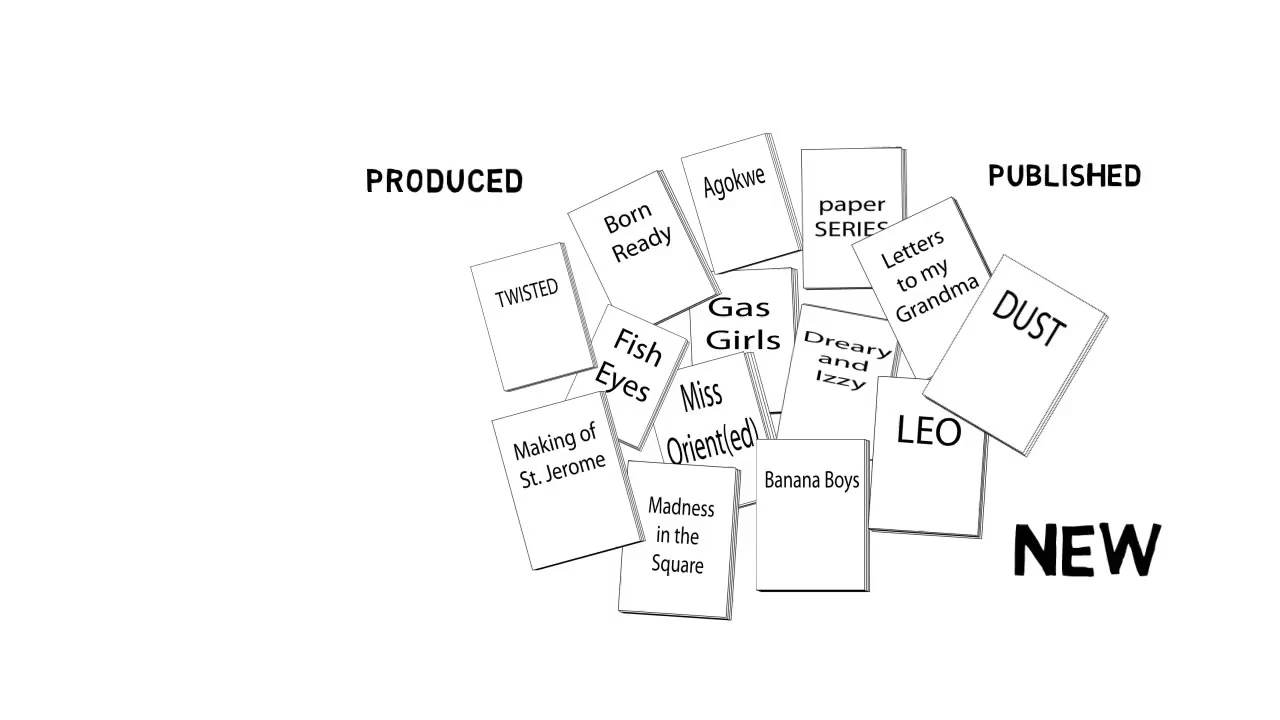 PRODUCED
PUBLISHED
Agokwe
paper
SERIES
Born
Ready
Letters
to my
Grandma
TWISTED
Gas
Girls
DUST
Fish
Eyes
Dreary
and
Izzy
Miss
Orient(ed)
LEO
Making of
St. Jerome
Banana Boys
Madness
in the
Square
NEW